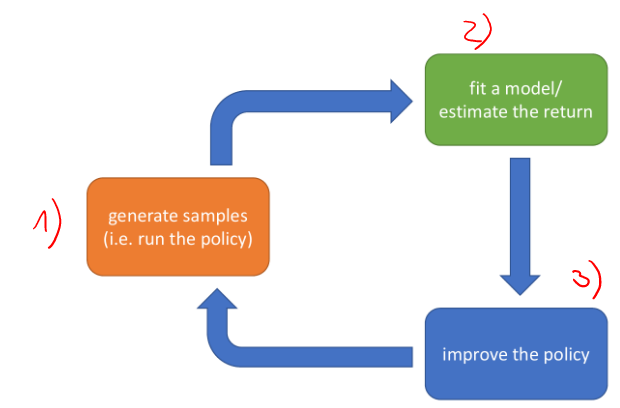 2)
fit a model/
estimate the return
1)
generate samples
(i.e. run the policy)
3)
improve the policy